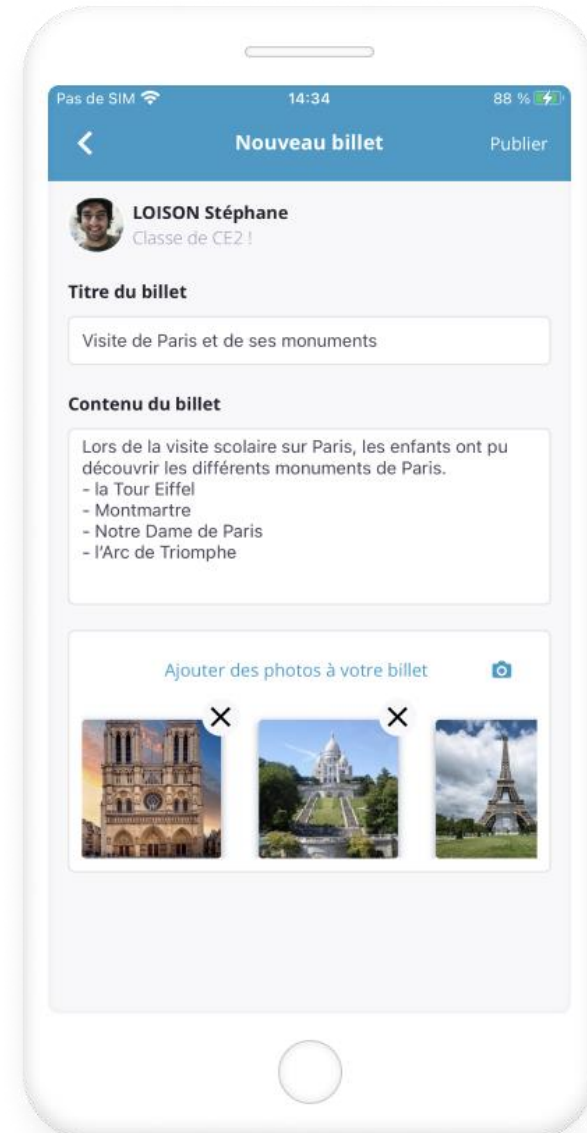 Pas de SIM 14:34 88 %
Nouveau billet Publier
LOISON Stéphane
Classe de CE2 !
Titre du billet
Visite de Paris et de ses monuments
Contenu du billet
Lors de la visite scolaire sur Paris, les enfants ont pu
découvrir les différents monuments de Paris.
- la Tour Eiffel
- Montmartre
- Notre Dame de Paris
- l'Arc de Triomphe
Ajouter des photos à votre billet